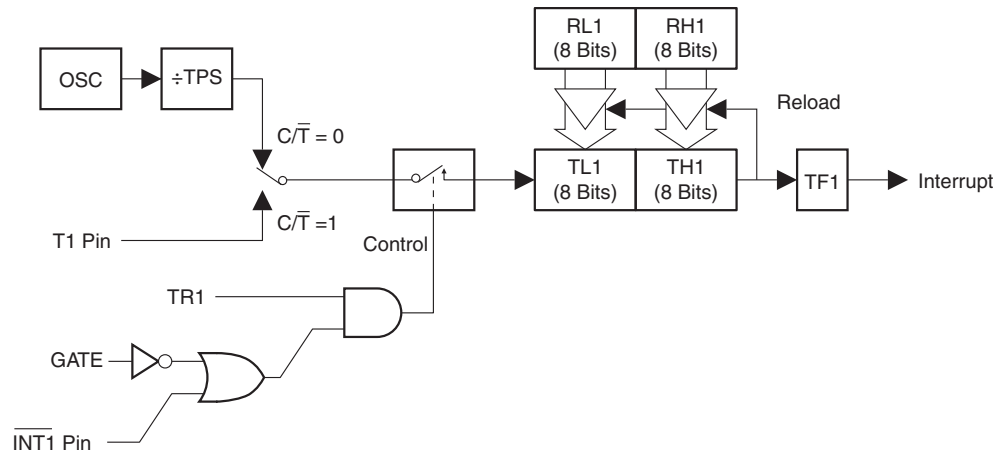 RL1
(8 Bits)
RH1
(8 Bits)
OSC
÷TPS
Reload
C/T̅ = 0
TL1
(8 Bits)
TH1
(8 Bits)
TF1
Interrupt
C/T̅ =1
T1 Pin
Control
TR1
GATE
I̅N̅T̅1̅ Pin